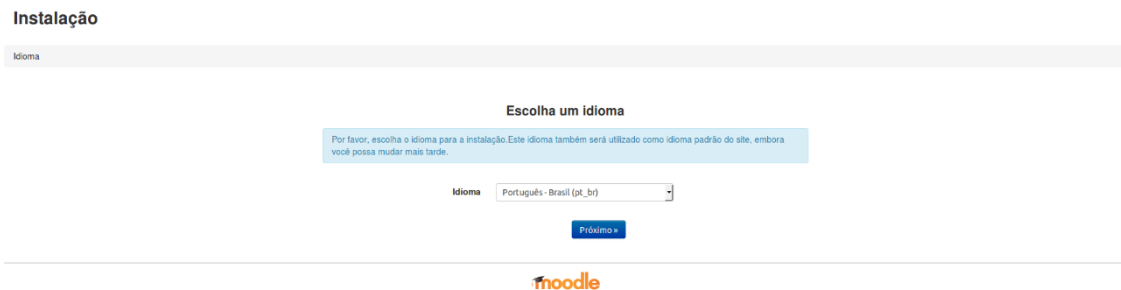 Instalação
Idioma
Escolha um idioma
Por favor, escolha o idioma para a instalação.Este idioma também será utilizado como idioma padrão do site, embora
você possa mudar mais tarde.
Idioma Português - Brasil (pt_br)
Próximo »
moodle